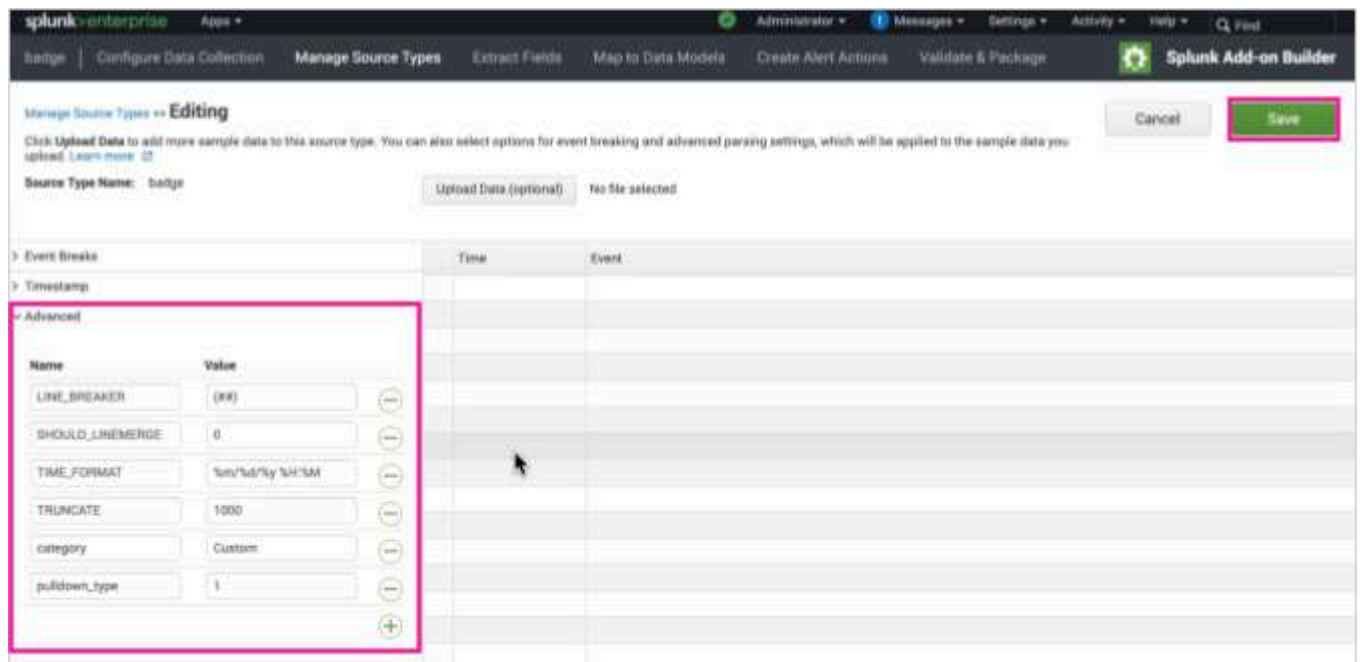 splunk>enterprise Apps Administrator ! Messages Settings Activity Help Find
badge Configure Data Collection Manage Source Types Extract Fields Map to Data Models Create Alert Actions Validate & Package Splunk Add-on Builder
Manage Source Types >> Editing Cancel Save
Click Upload Data to add more sample data to this source type. You can also select options for event breaking and advanced parsing settings, which will be applied to the sample data you
upload. Learn more
Source Type Name: badge Upload Data (optional) No file selected
> Event Breaks Time Event
> Timestamp
Advanced
Name Value
LINE_BREAKER (##)
SHOULD_LINEMERGE 0
TIME_FORMAT %m/%d/%y %H:%M
TRUNCATE 1000
category Custom
pulldown_type 1